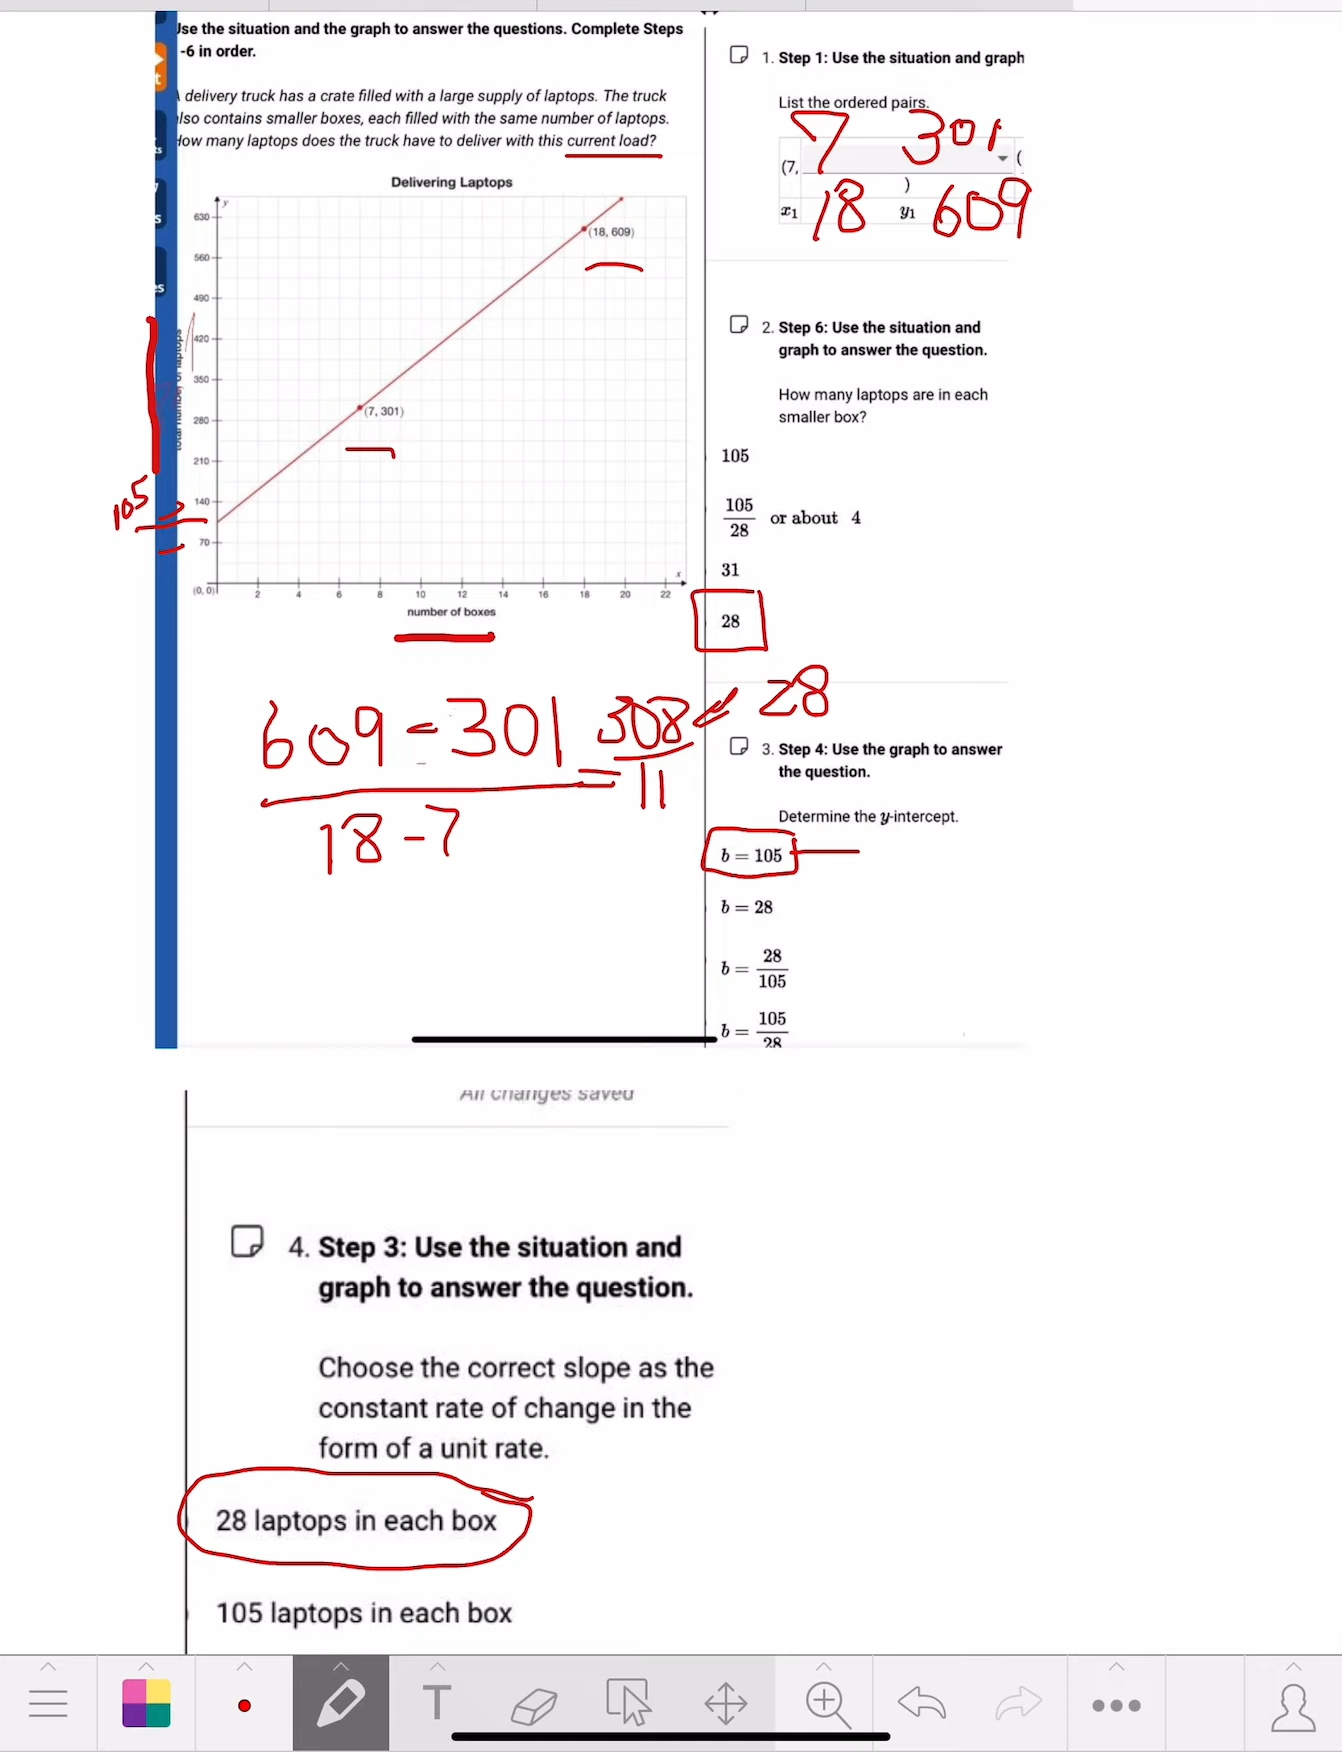 Use the situation and the graph to answer the questions. Complete Steps
-6 in order.
A delivery truck has a crate filled with a large supply of laptops. The truck
also contains smaller boxes, each filled with the same number of laptops.
How many laptops does the truck have to deliver with this current load?
Delivering Laptops
y
630
(18, 609)
560
490
420
350
(7, 301)
280
210
140
105
70
(0, 0)
2 4 6 8 10 12 14 16 18 20 22
x
number of boxes
total number of laptops
609 - 301 = 308 28
18 - 7 11
1. Step 1: Use the situation and graph
List the ordered pairs.
7 301
(7, (
)
x₁ 18 y₁ 609
2. Step 6: Use the situation and
graph to answer the question.
How many laptops are in each
smaller box?
105
105/28 or about 4
31
28
3. Step 4: Use the graph to answer
the question.
Determine the y-intercept.
b = 105
b = 28
b = 28/105
b = 105/28
All changes saved
4. Step 3: Use the situation and
graph to answer the question.
Choose the correct slope as the
constant rate of change in the
form of a unit rate.
28 laptops in each box
105 laptops in each box
T